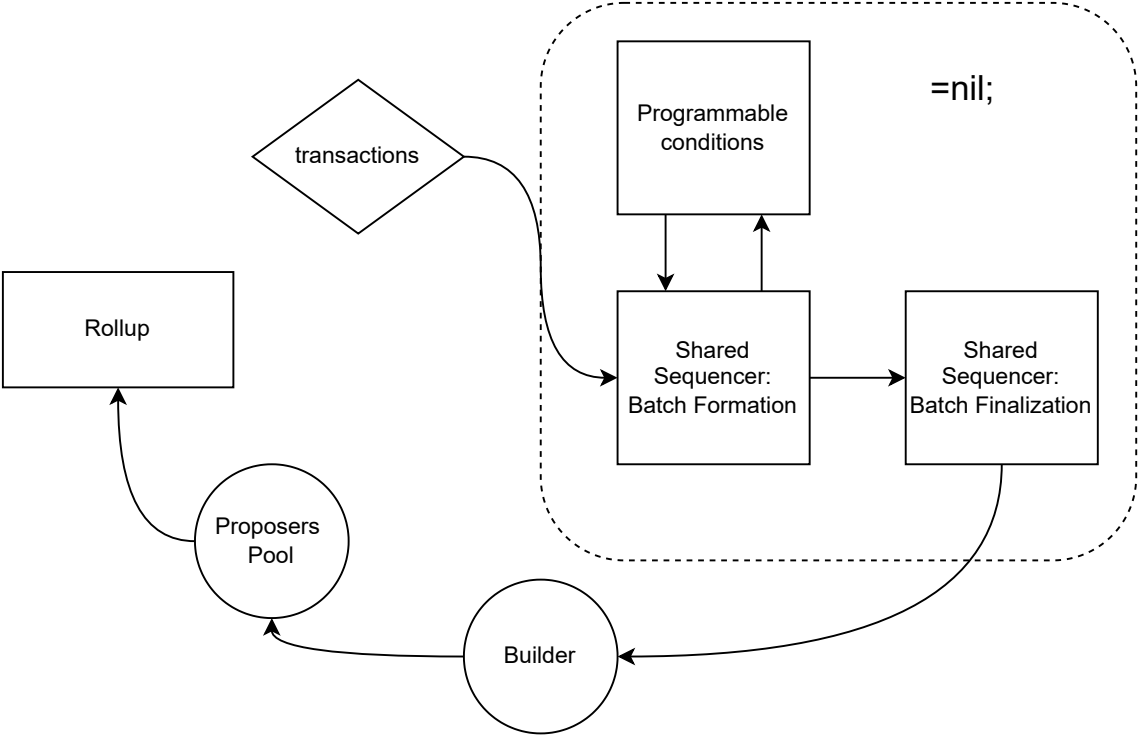 =nil;
Programmable
conditions
transactions
Rollup
Shared
Sequencer:
Batch Formation
Shared
Sequencer:
Batch Finalization
Proposers
Pool
Builder